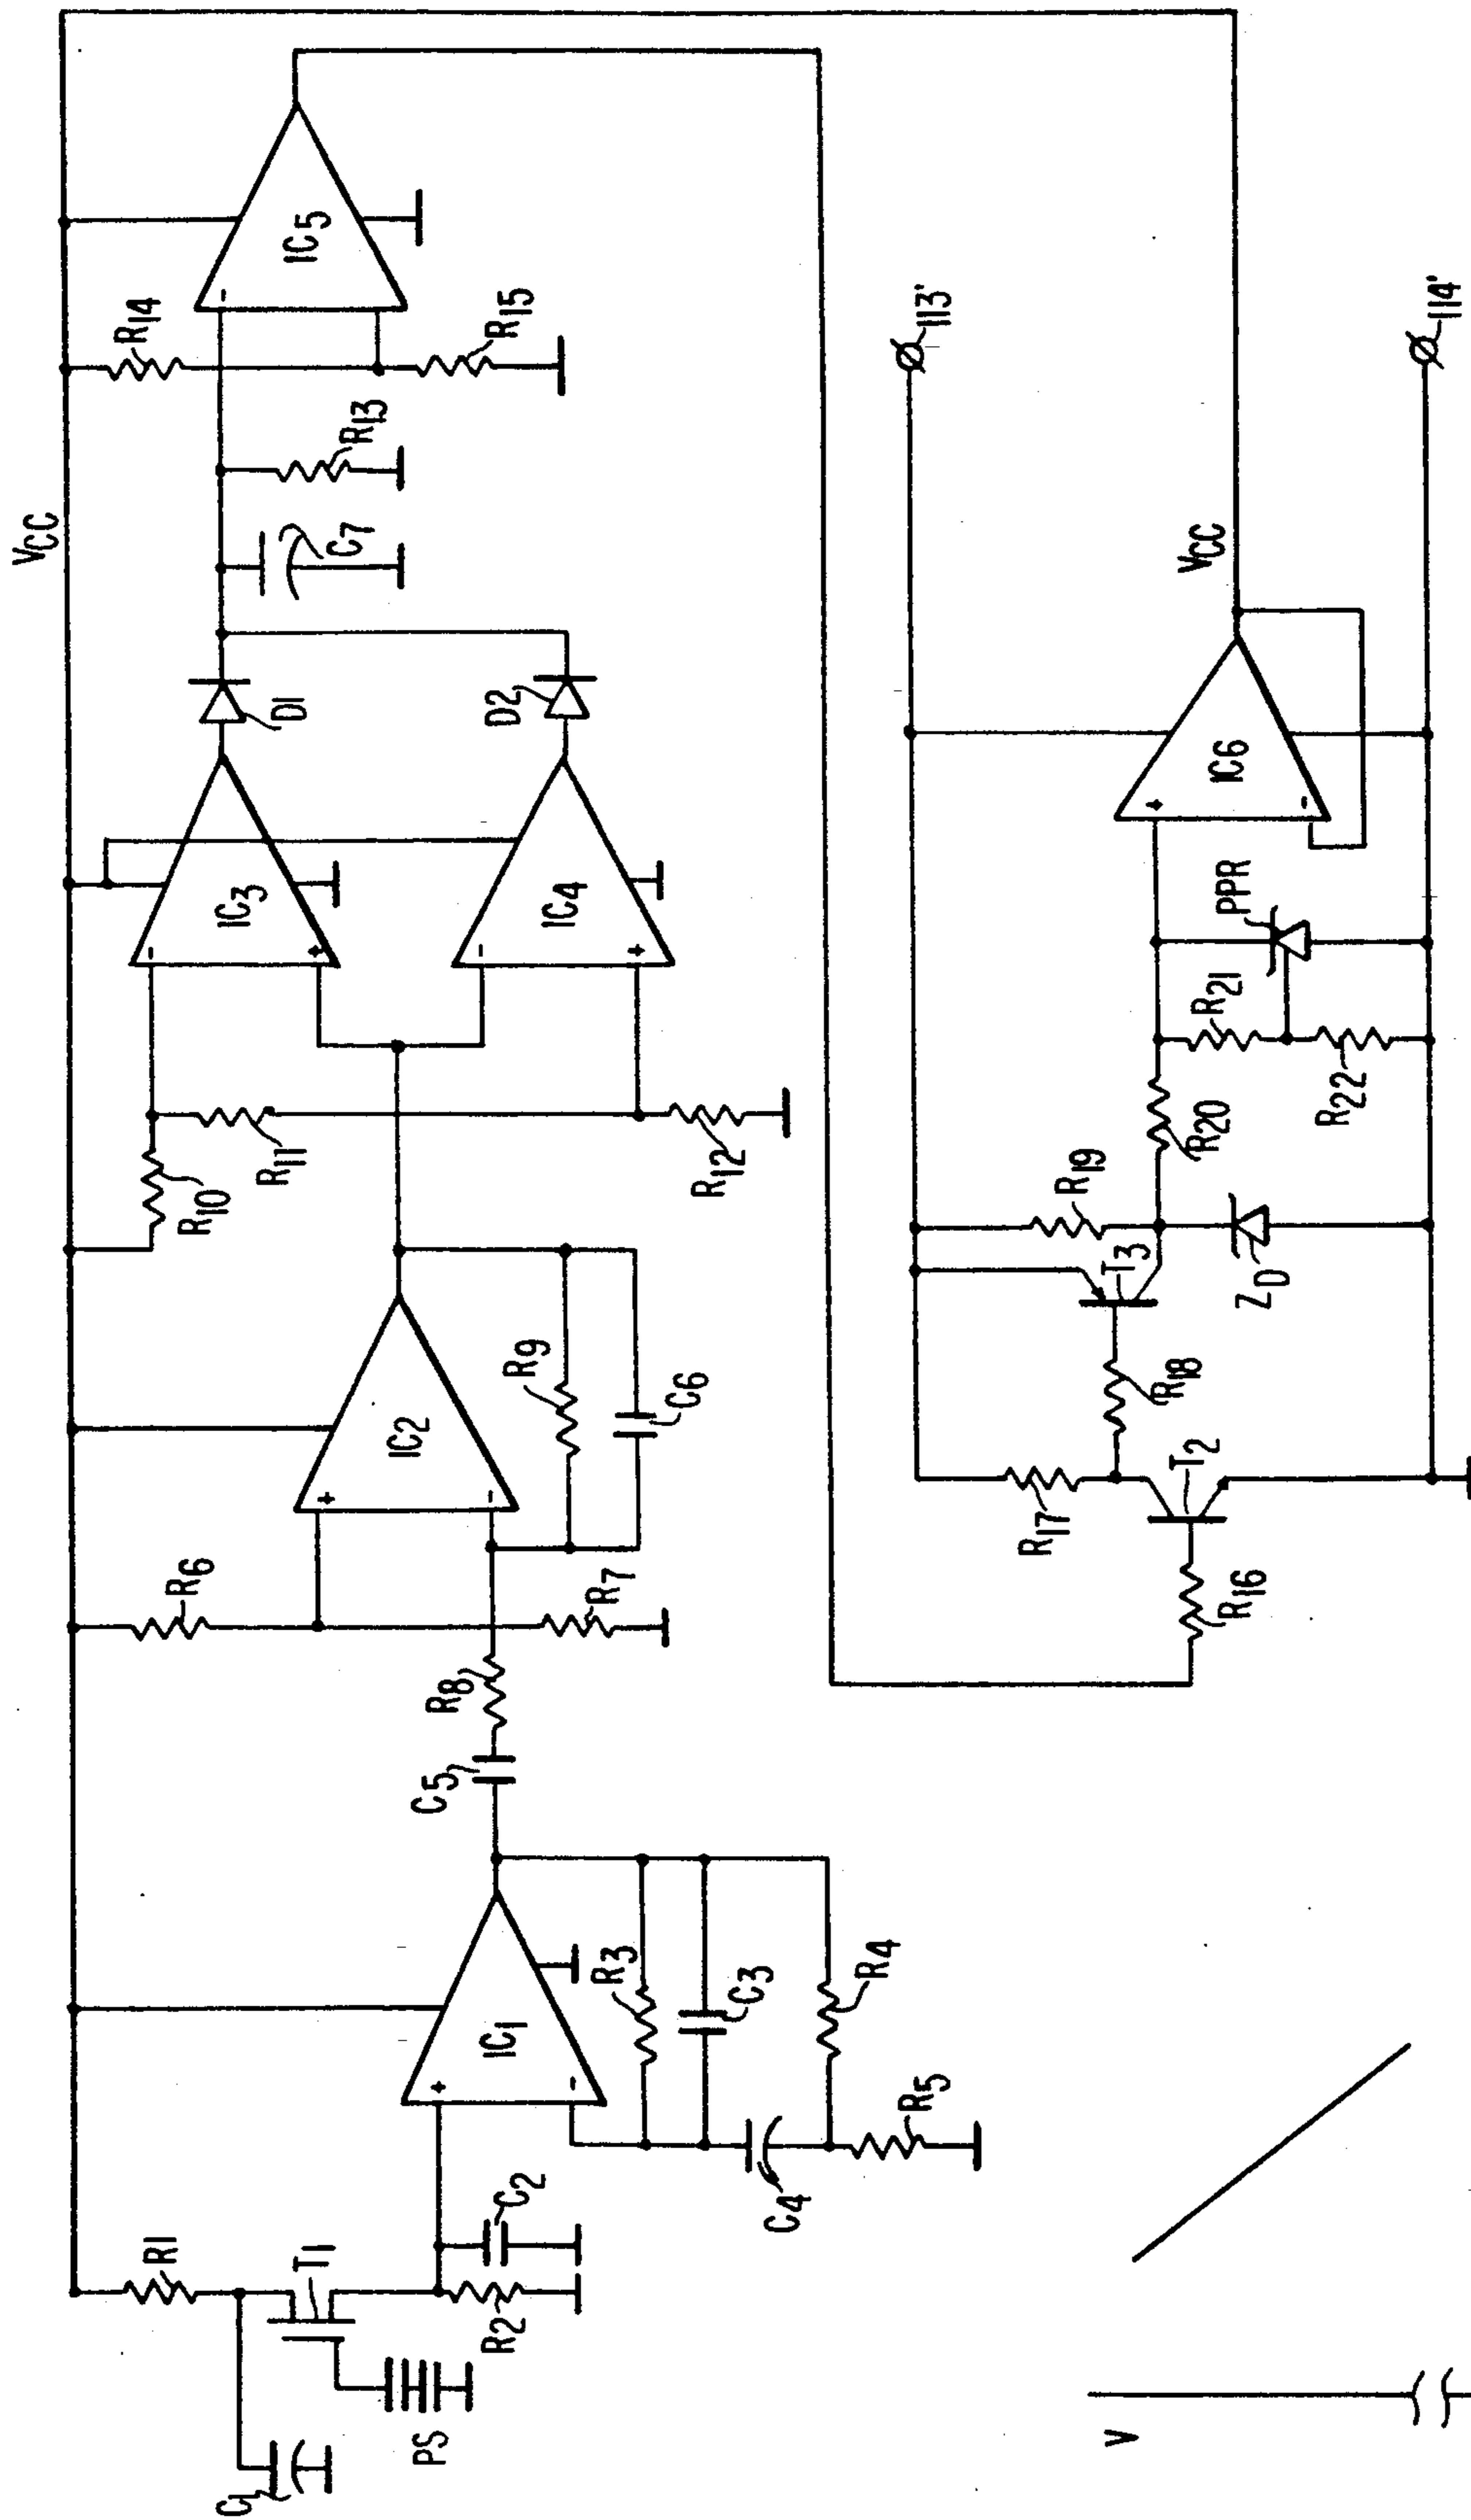 VCC
C1
PS
R1
T1
R2
C2
IC1
+
-
R3
C3
R4
C4
R5
C5
R8
R6
R7
IC2
+
-
R9
C6
R10
R11
R12
IC3
-
+
IC4
-
+
D1
D2
C7
R13
R14
R15
IC5
-
R16
T2
R17
R18
T3
R19
ZD
R20
R21
R22
PPR
IC6
+
-
VCC
113'
114'
V